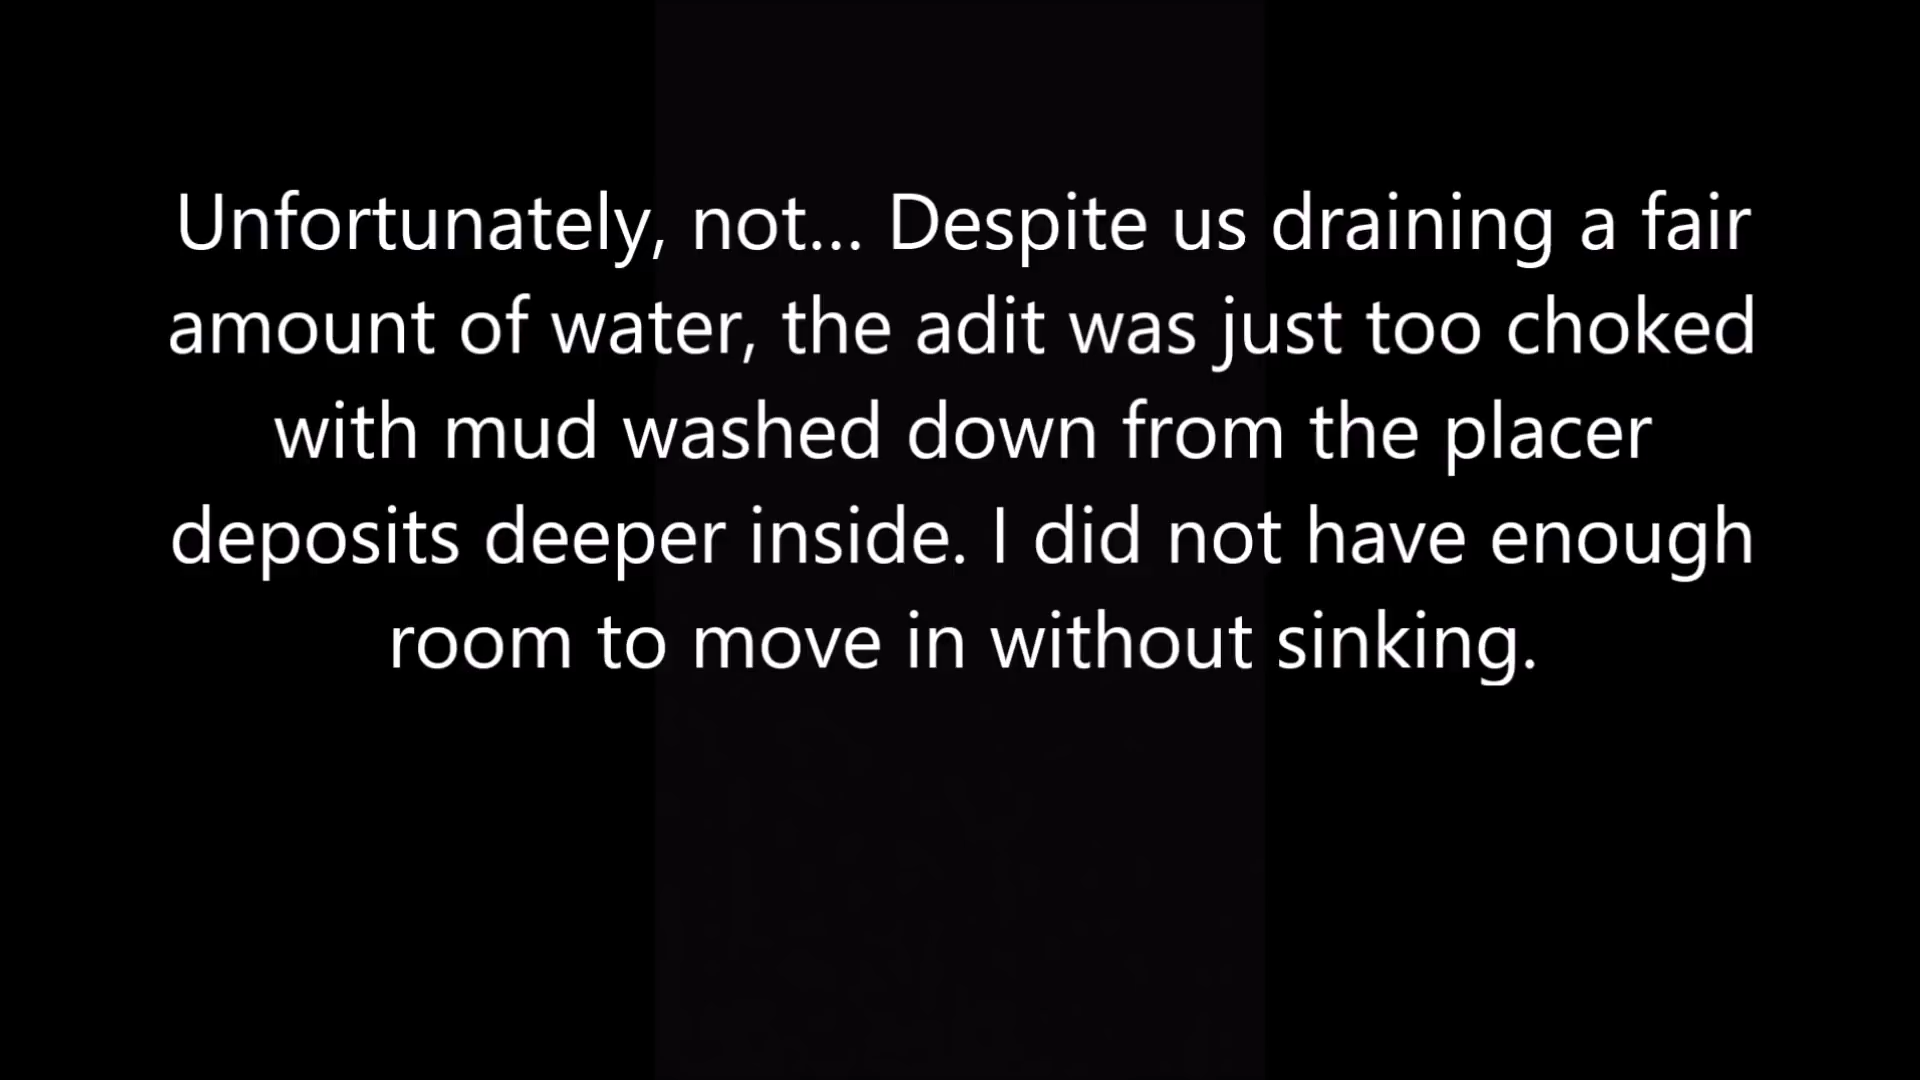 Unfortunately, not... Despite us draining a fair
amount of water, the adit was just too choked
with mud washed down from the placer
deposits deeper inside. I did not have enough
room to move in without sinking.